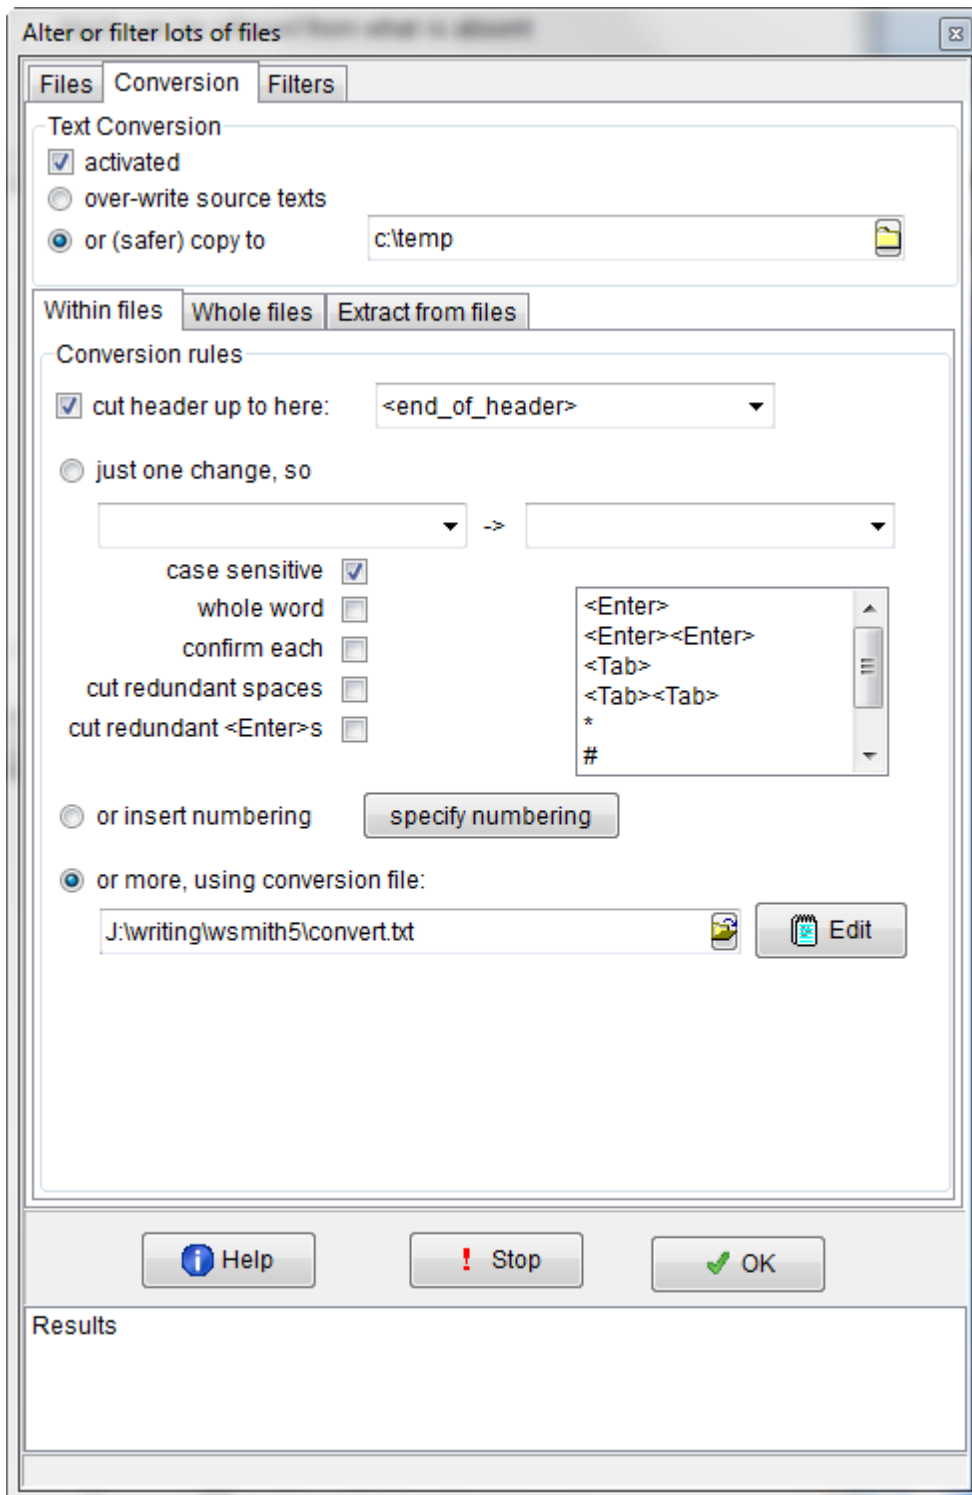 Alter or filter lots of files
Files Conversion Filters
Text Conversion
activated
over-write source texts
or (safer) copy to c:\temp
Within files Whole files Extract from files
Conversion rules
cut header up to here: <end_of_header>
just one change, so
->
case sensitive
whole word
confirm each
cut redundant spaces
cut redundant <Enter>s
<Enter>
<Enter><Enter>
<Tab>
<Tab><Tab>
*
#
or insert numbering specify numbering
or more, using conversion file:
J:\writing\wsmith5\convert.txt Edit
Help ! Stop OK
Results